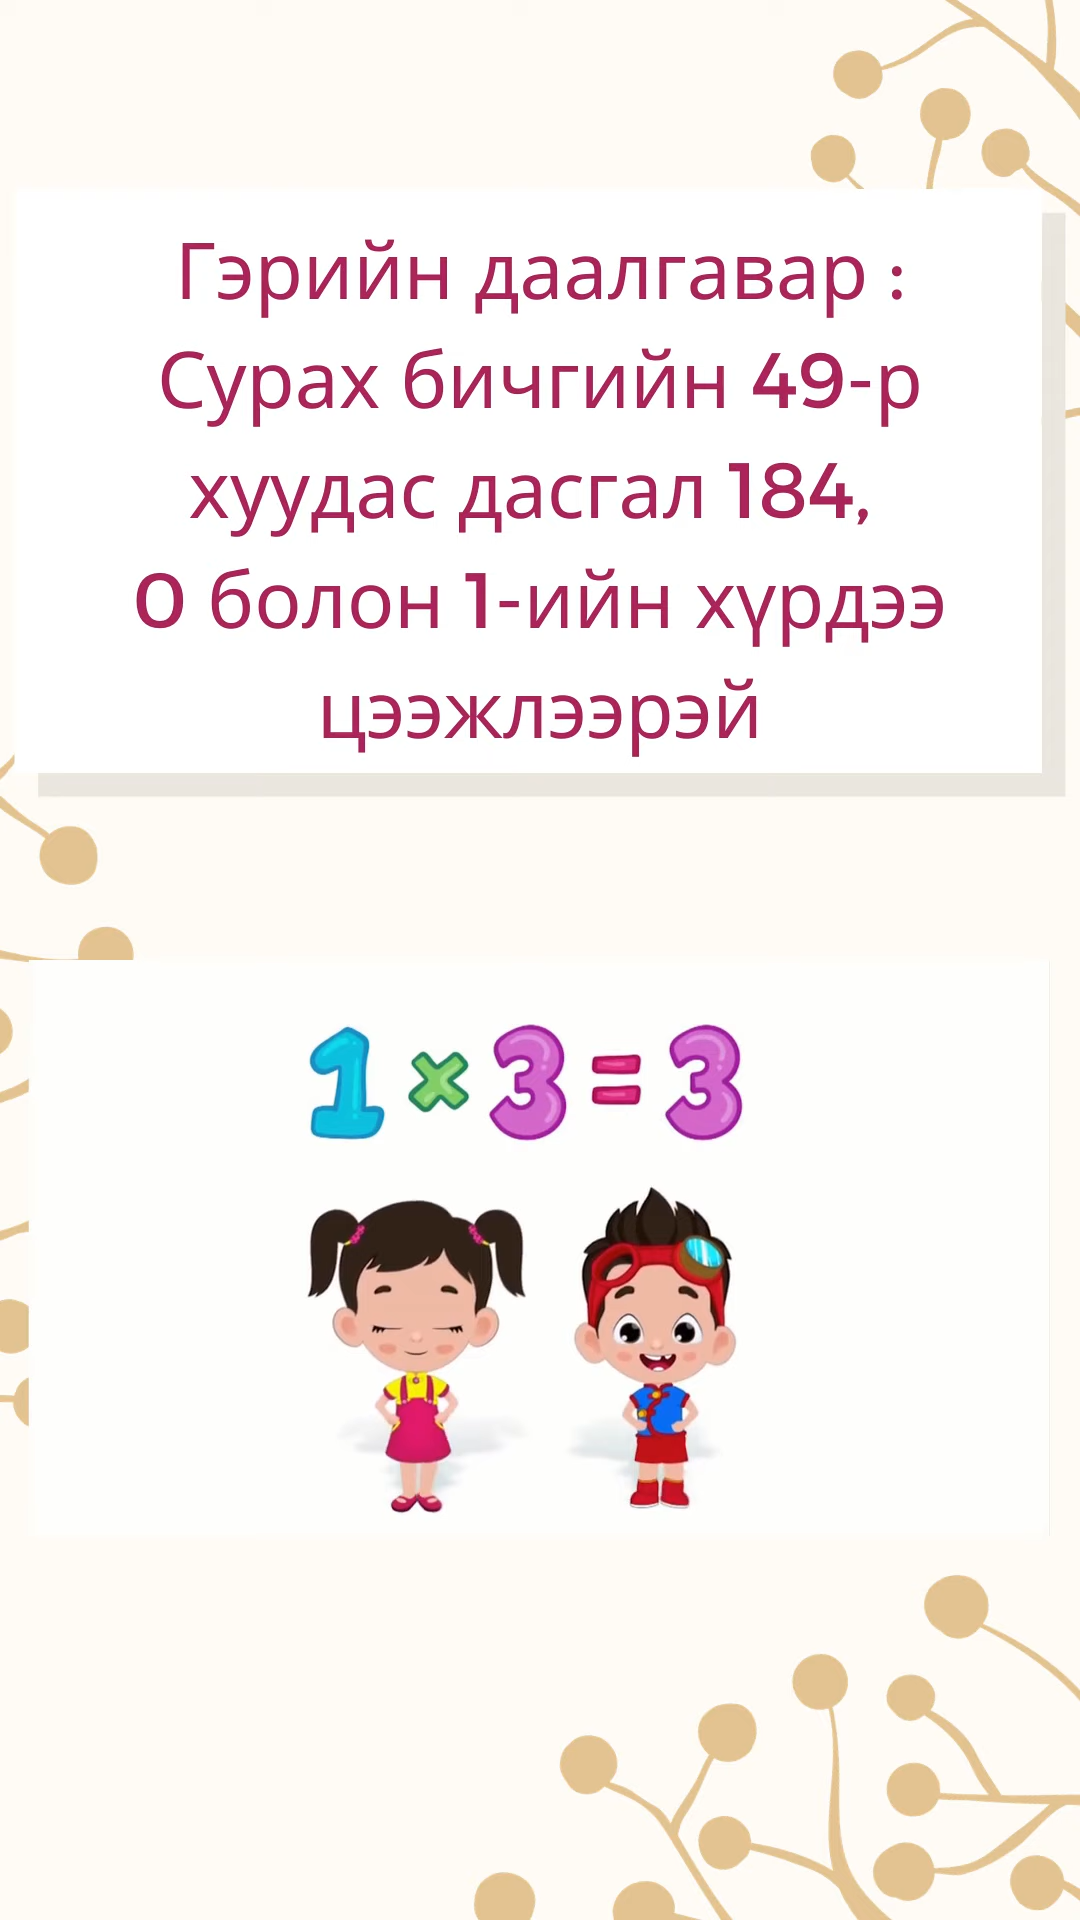 Гэрийн даалгавар :
Сурах бичгийн 49-р
хуудас дасгал 184,
0 болон 1-ийн хүрдээ
цээжлээрэй
1 × 3 = 3